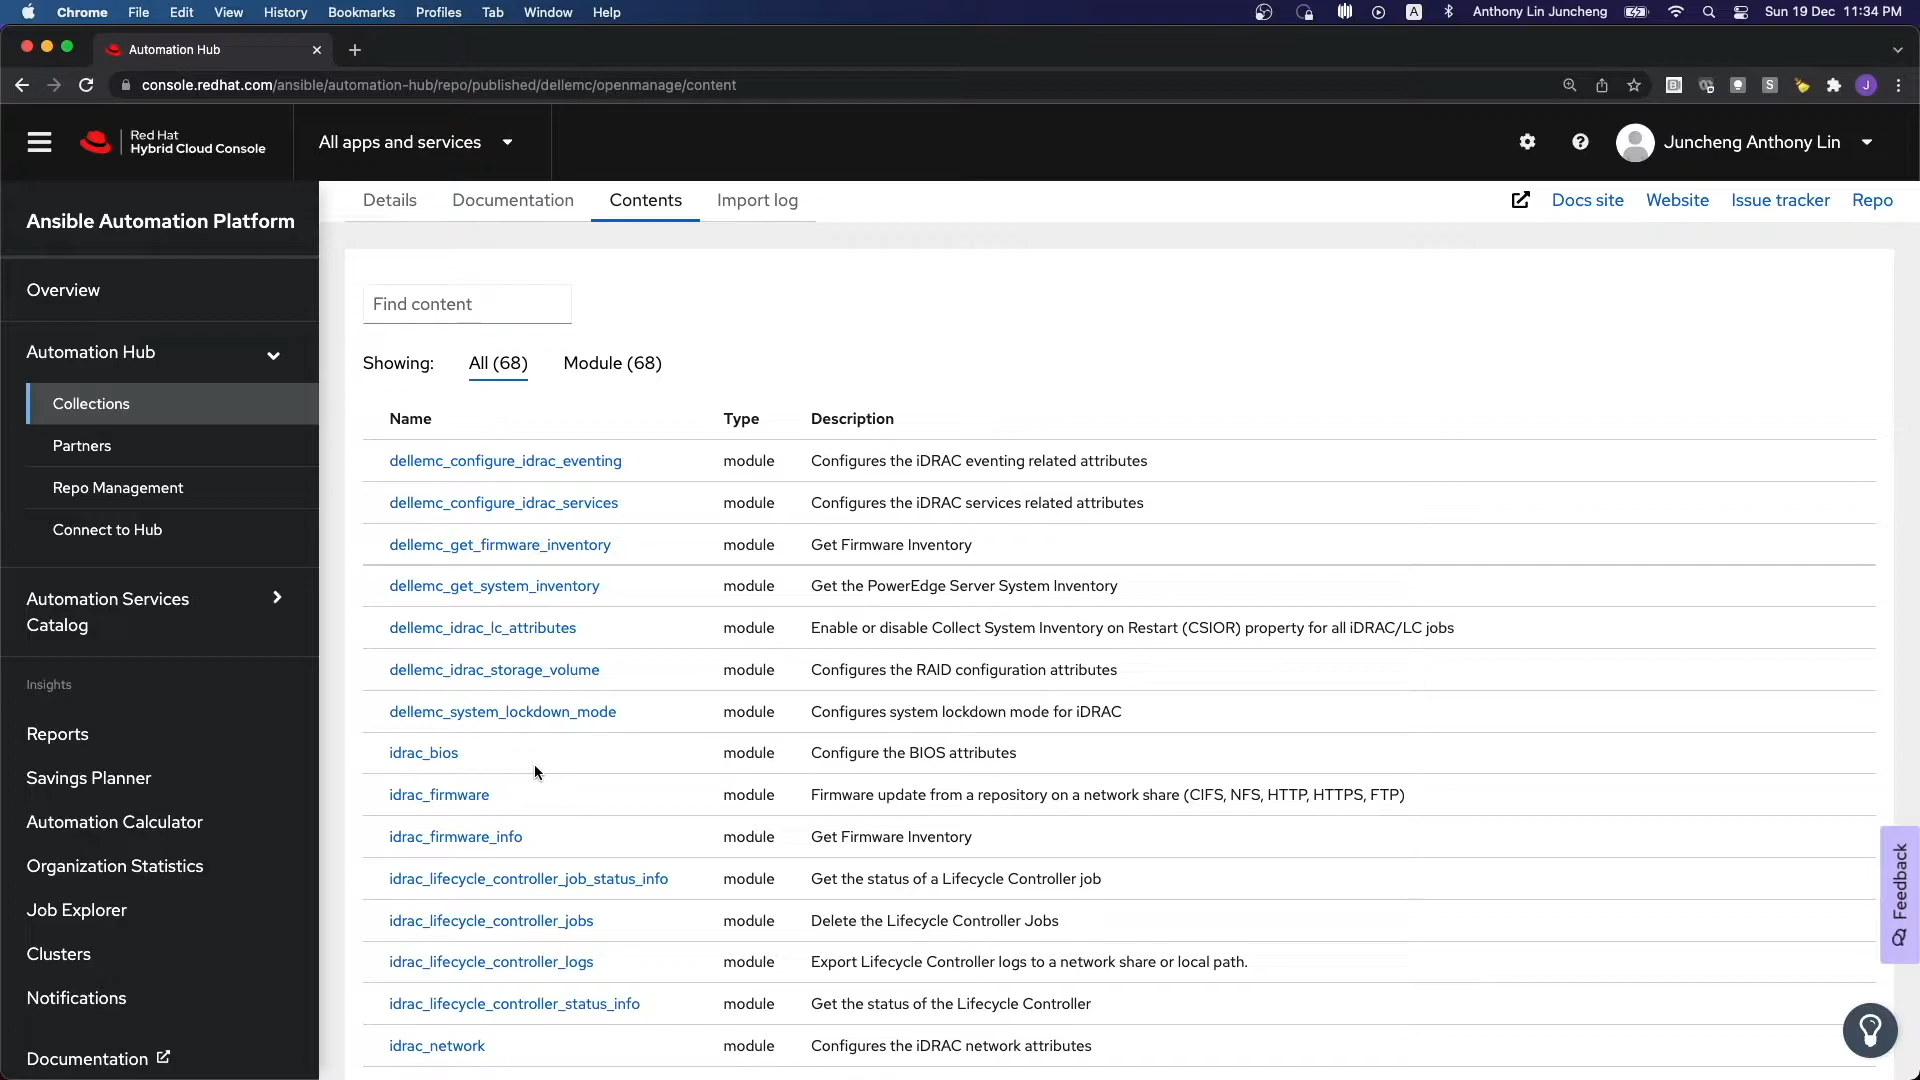 Chrome File Edit View History Bookmarks Profiles Tab Window Help A Anthony Lin Juncheng Sun 19 Dec 11:34 PM
Automation Hub
console.redhat.com/ansible/automation-hub/repo/published/dellemc/openmanage/content S J
Red Hat
Hybrid Cloud Console
All apps and services
Juncheng Anthony Lin
Ansible Automation Platform
Overview
Automation Hub
Collections
Partners
Repo Management
Connect to Hub
Automation Services
Catalog
Insights
Reports
Savings Planner
Automation Calculator
Organization Statistics
Job Explorer
Clusters
Notifications
Documentation
Details Documentation Contents Import log Docs site Website Issue tracker Repo
Find content
Showing: All (68) Module (68)
Name Type Description
dellemc_configure_idrac_eventing module Configures the iDRAC eventing related attributes
dellemc_configure_idrac_services module Configures the iDRAC services related attributes
dellemc_get_firmware_inventory module Get Firmware Inventory
dellemc_get_system_inventory module Get the PowerEdge Server System Inventory
dellemc_idrac_lc_attributes module Enable or disable Collect System Inventory on Restart (CSIOR) property for all iDRAC/LC jobs
dellemc_idrac_storage_volume module Configures the RAID configuration attributes
dellemc_system_lockdown_mode module Configures system lockdown mode for iDRAC
idrac_bios module Configure the BIOS attributes
idrac_firmware module Firmware update from a repository on a network share (CIFS, NFS, HTTP, HTTPS, FTP)
idrac_firmware_info module Get Firmware Inventory
idrac_lifecycle_controller_job_status_info module Get the status of a Lifecycle Controller job
idrac_lifecycle_controller_jobs module Delete the Lifecycle Controller Jobs
idrac_lifecycle_controller_logs module Export Lifecycle Controller logs to a network share or local path.
idrac_lifecycle_controller_status_info module Get the status of the Lifecycle Controller
idrac_network module Configures the iDRAC network attributes
Feedback